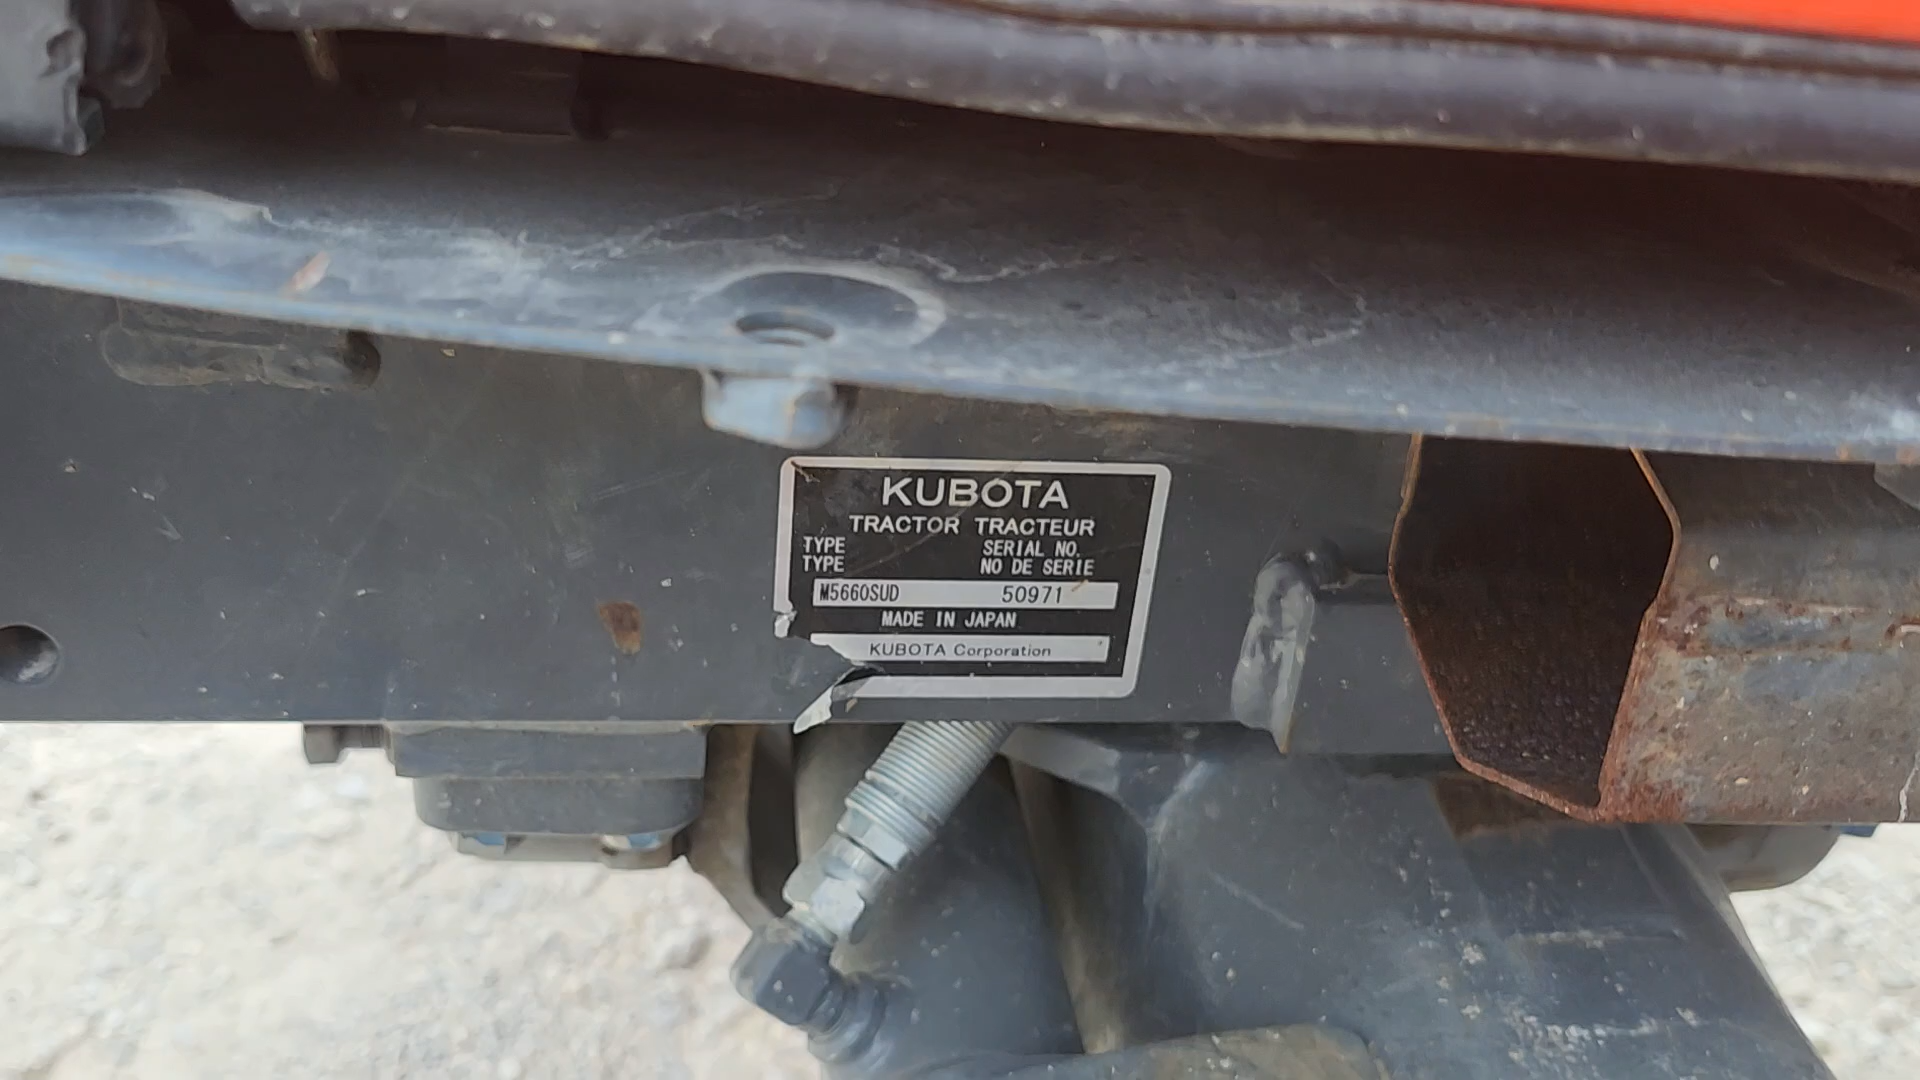 KUBOTA
TRACTOR TRACTEUR
TYPE SERIAL NO.
TYPE NO DE SERIE
M5660SUD 50971
MADE IN JAPAN
KUBOTA Corporation